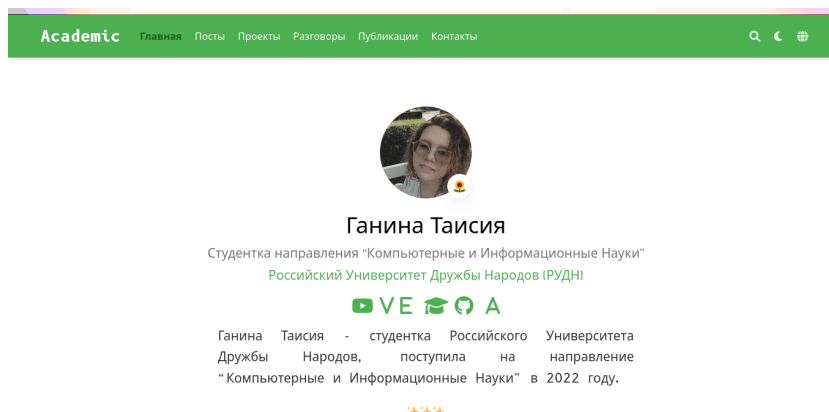 Academic Главная Посты Проекты Разговоры Публикации Контакты
Ганина Таисия
Студентка направления "Компьютерные и Информационные Науки"
Российский Университет Дружбы Народов (РУДН)
V E A
Ганина Таисия - студентка Российского Университета
Дружбы Народов, поступила на направление
“Компьютерные и Информационные Науки” в 2022 году.